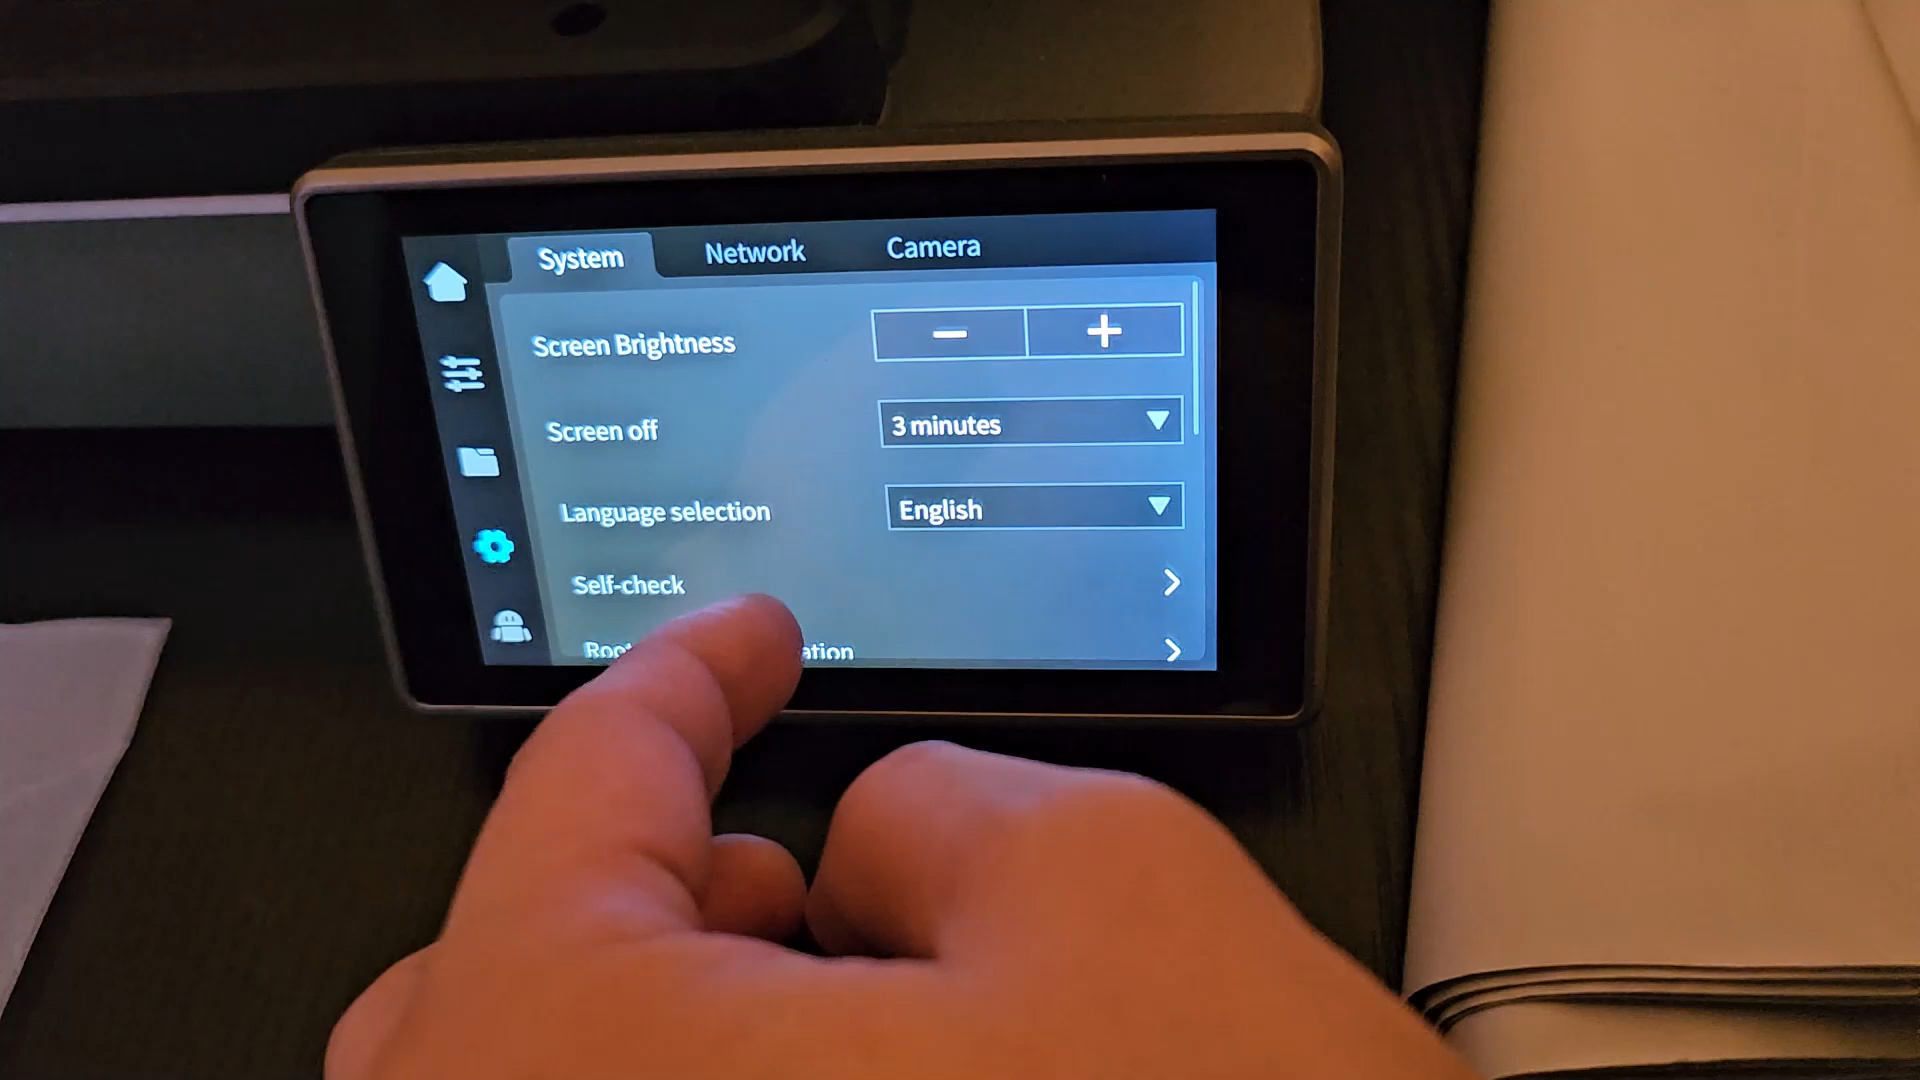 System
Network
Camera
Screen Brightness
Screen off
3 minutes
Language selection
English
Self-check